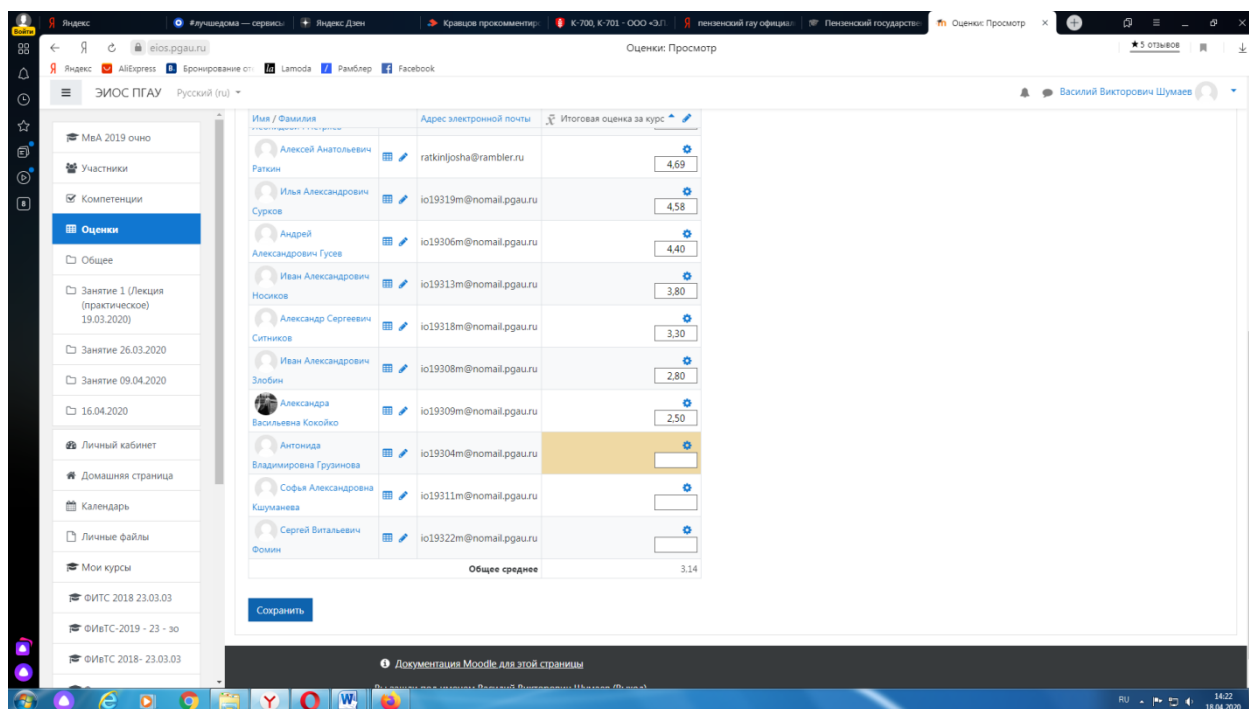 Войти
Яндекс
#лучшедома — сервисы
Яндекс Дзен
Кравцов прокомментир
К-700, К-701 - ООО «ЭЛ
пензенский гау официал
Пензенский государстве
Оценки: Просмотр
Я
eios.pgau.ru
Оценки: Просмотр
★5 отзывов
Яндекс
AliExpress
Бронирование от
Lamoda
Рамблер
Facebook
ЭИОС ПГАУ
Русский (ru)
Василий Викторович Шумаев
МвА 2019 очно
Участники
Компетенции
Оценки
Общее
Занятие 1 (Лекция
(практическое)
19.03.2020)
Занятие 26.03.2020
Занятие 09.04.2020
16.04.2020
Личный кабинет
Домашняя страница
Календарь
Личные файлы
Мои курсы
ФИТС 2018 23.03.03
ФИвТС-2019 - 23 - зо
ФИвТС 2018- 23.03.03
Имя / Фамилия Адрес электронной почты Итоговая оценка за курс
Алексей Анатольевич
Раткин
ratkinljosha@rambler.ru
4,69
Илья Александрович
Сурков
io19319m@nomail.pgau.ru
4,58
Андрей
Александрович Гусев
io19306m@nomail.pgau.ru
4,40
Иван Александрович
Носиков
io19313m@nomail.pgau.ru
3,80
Александр Сергеевич
Ситников
io19318m@nomail.pgau.ru
3,30
Иван Александрович
Злобин
io19308m@nomail.pgau.ru
2,80
Александра
Васильевна Кокойко
io19309m@nomail.pgau.ru
2,50
Антонида
Владимировна Грузинова
io19304m@nomail.pgau.ru
Софья Александровна
Кшуманева
io19311m@nomail.pgau.ru
Сергей Витальевич
Фомин
io19322m@nomail.pgau.ru
Общее среднее 3,14
Сохранить
Документация Moodle для этой страницы
RU
14:22
18.04.2020